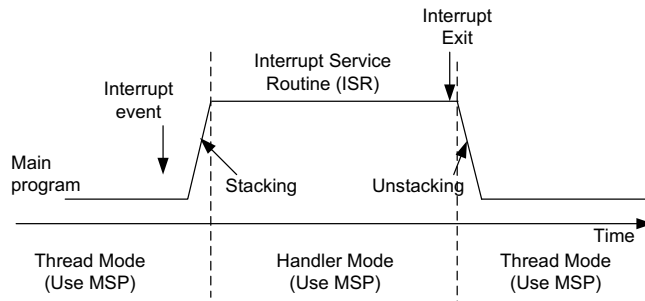 Interrupt
Exit
Interrupt Service
Routine (ISR)
Interrupt
event
Main
program
Stacking
Unstacking
Time
Thread Mode
(Use MSP)
Handler Mode
(Use MSP)
Thread Mode
(Use MSP)